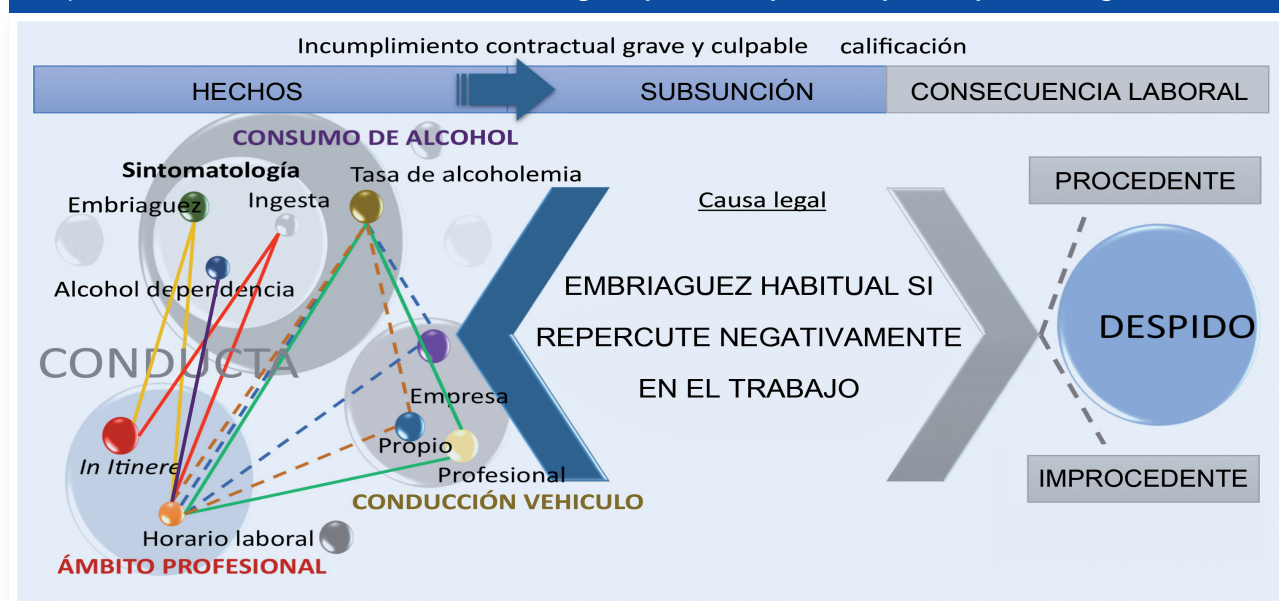 Incumplimiento contractual grave y culpable calificación
HECHOS
SUBSUNCIÓN
CONSECUENCIA LABORAL
CONSUMO DE ALCOHOL
Sintomatología
Tasa de alcoholemia
Embriaguez
Ingesta
Alcohol dependencia
CONDUCTA
Empresa
Propio
Profesional
CONDUCCIÓN VEHICULO
In Itinere
Horario laboral
ÁMBITO PROFESIONAL
Causa legal
EMBRIAGUEZ HABITUAL SI
REPERCUTE NEGATIVAMENTE
EN EL TRABAJO
PROCEDENTE
DESPIDO
IMPROCEDENTE